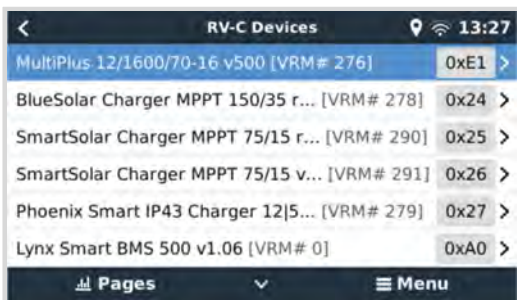 RV-C Devices 13:27
MultiPlus 12/1600/70-16 v500 [VRM# 276] 0xE1
BlueSolar Charger MPPT 150/35 r... [VRM# 278] 0x24
SmartSolar Charger MPPT 75/15 r... [VRM# 290] 0x25
SmartSolar Charger MPPT 75/15 v... [VRM# 291] 0x26
Phoenix Smart IP43 Charger 12|5... [VRM# 279] 0x27
Lynx Smart BMS 500 v1.06 [VRM# 0] 0xA0
Pages Menu